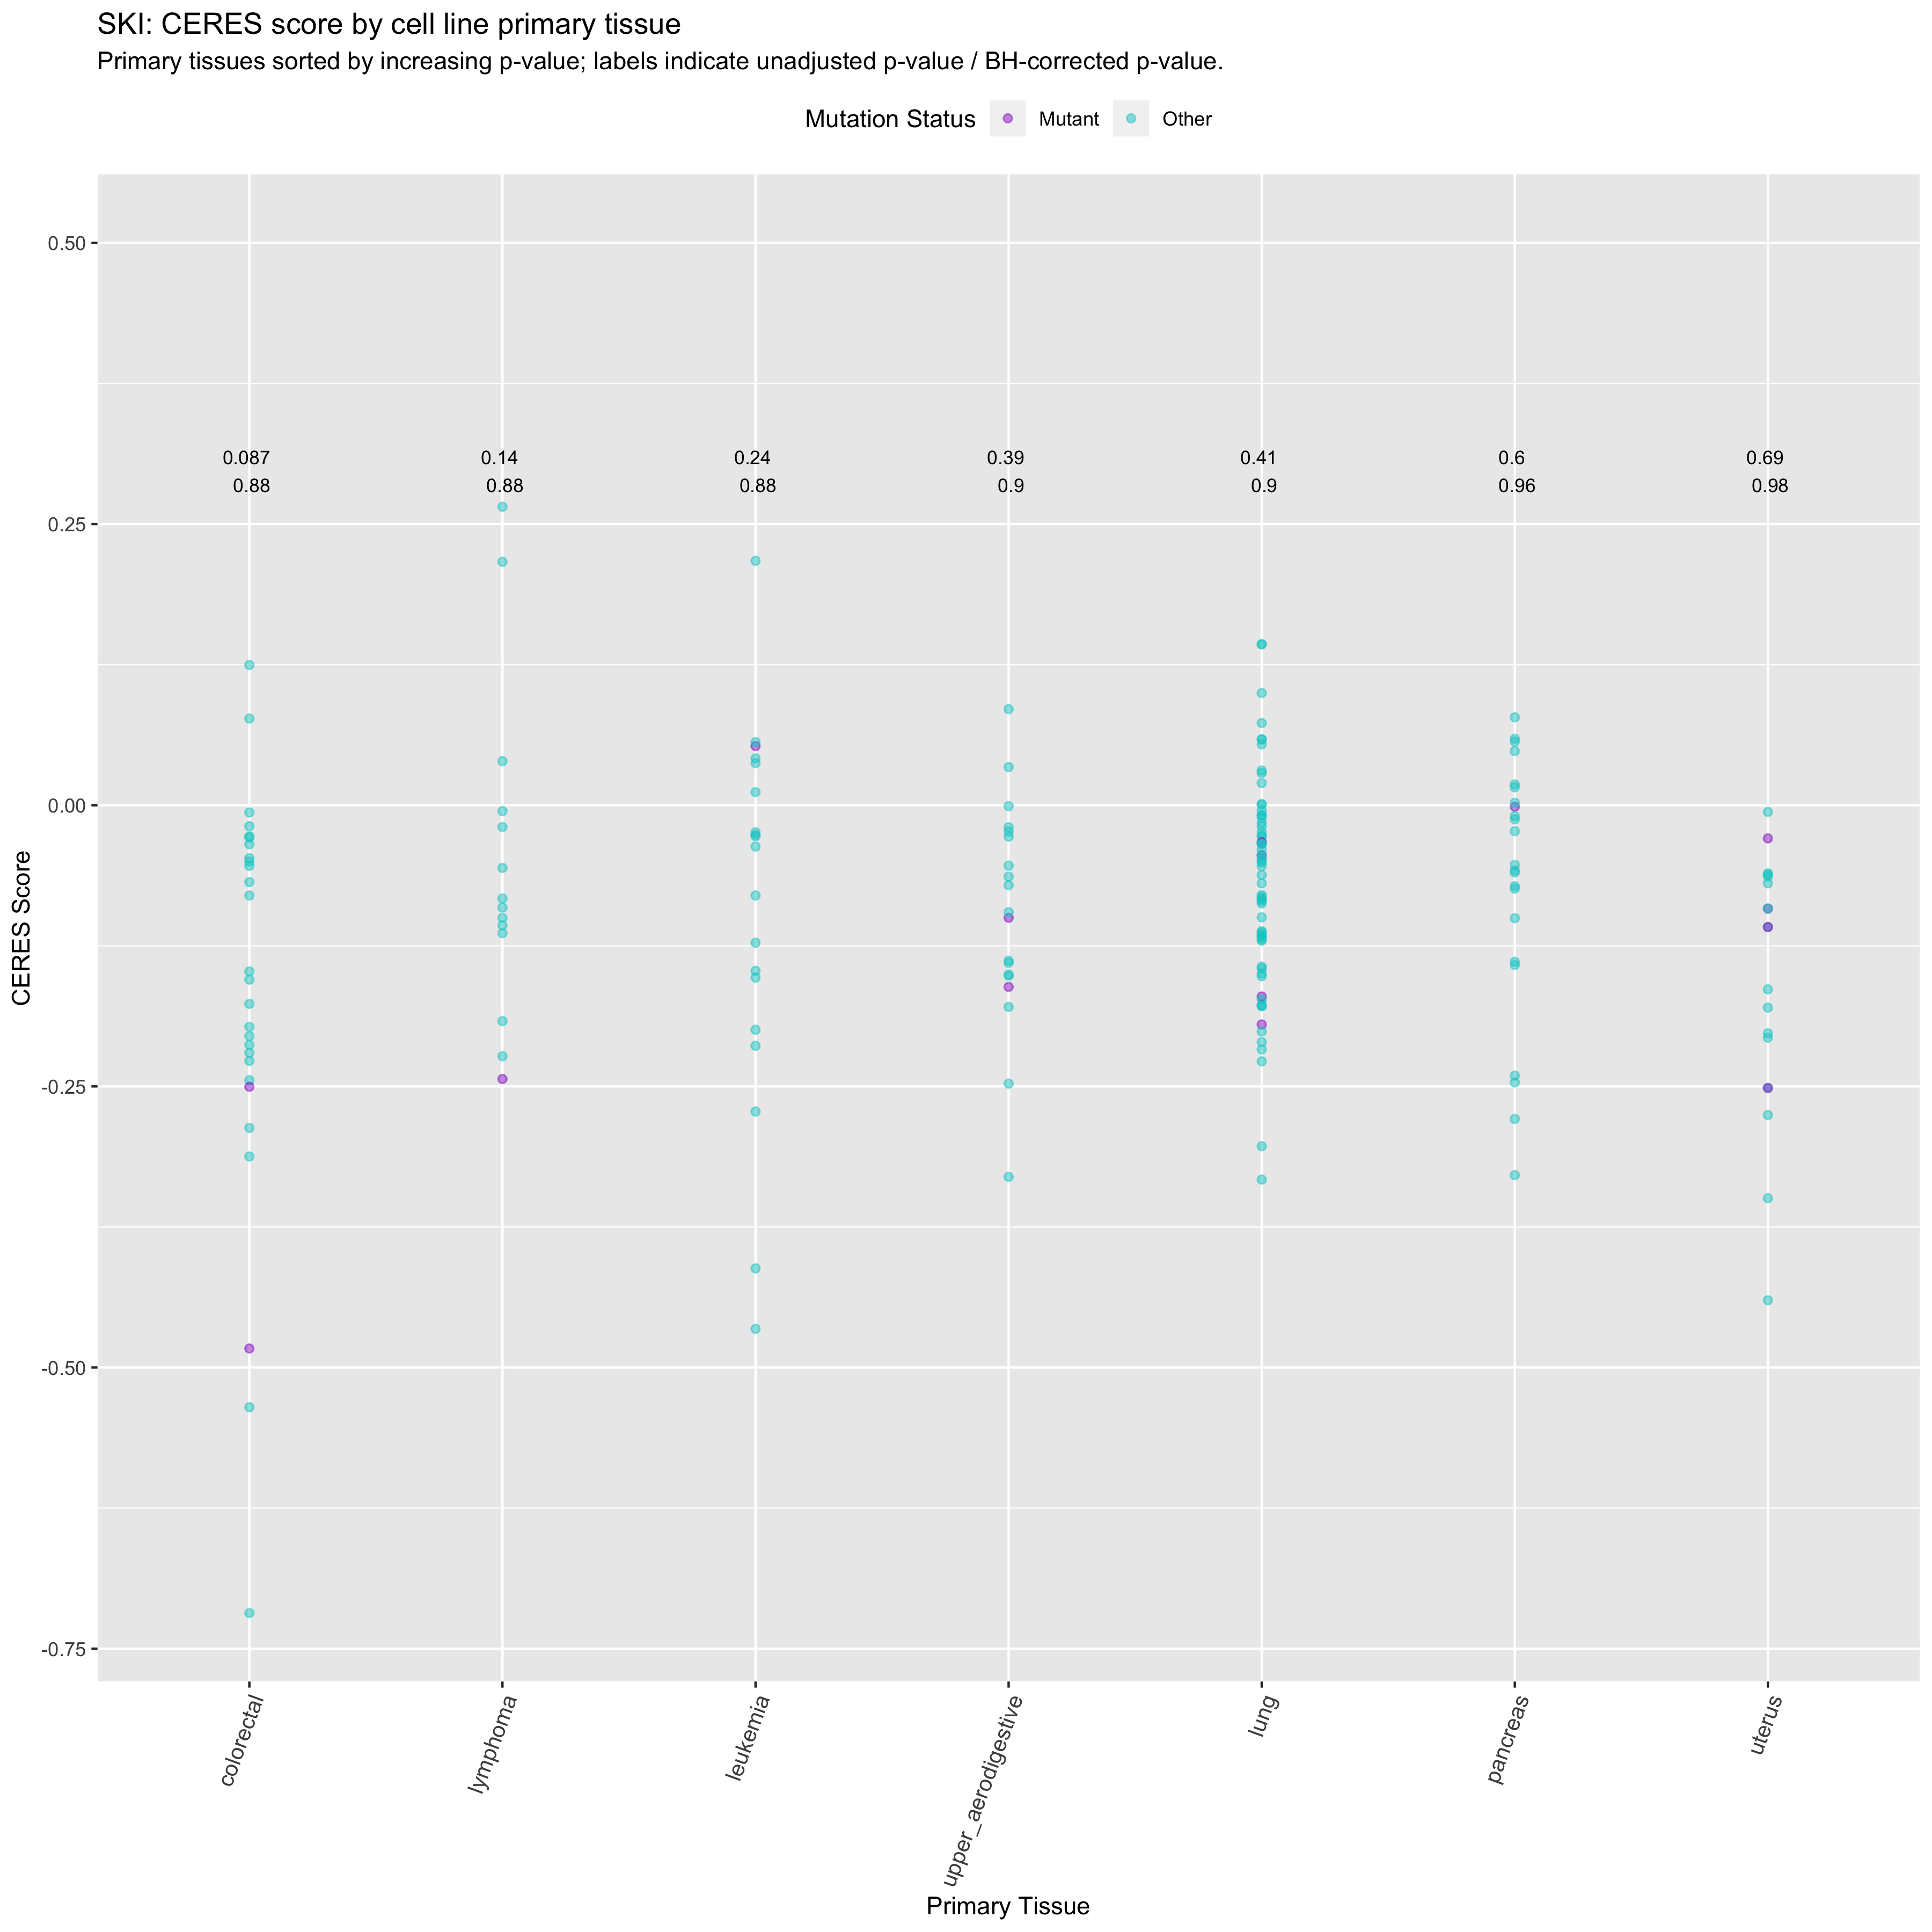 SKI: CERES score by cell line primary tissue
Primary tissues sorted by increasing p-value; labels indicate unadjusted p-value / BH-corrected p-value.
Mutation Status Mutant Other
0.50
0.087 0.14 0.24 0.39 0.41 0.6 0.69
0.88 0.88 0.88 0.9 0.9 0.96 0.98
0.25
0.00
-0.25
-0.50
-0.75
CERES Score
colorectal lymphoma leukemia upper_aerodigestive lung pancreas uterus
Primary Tissue